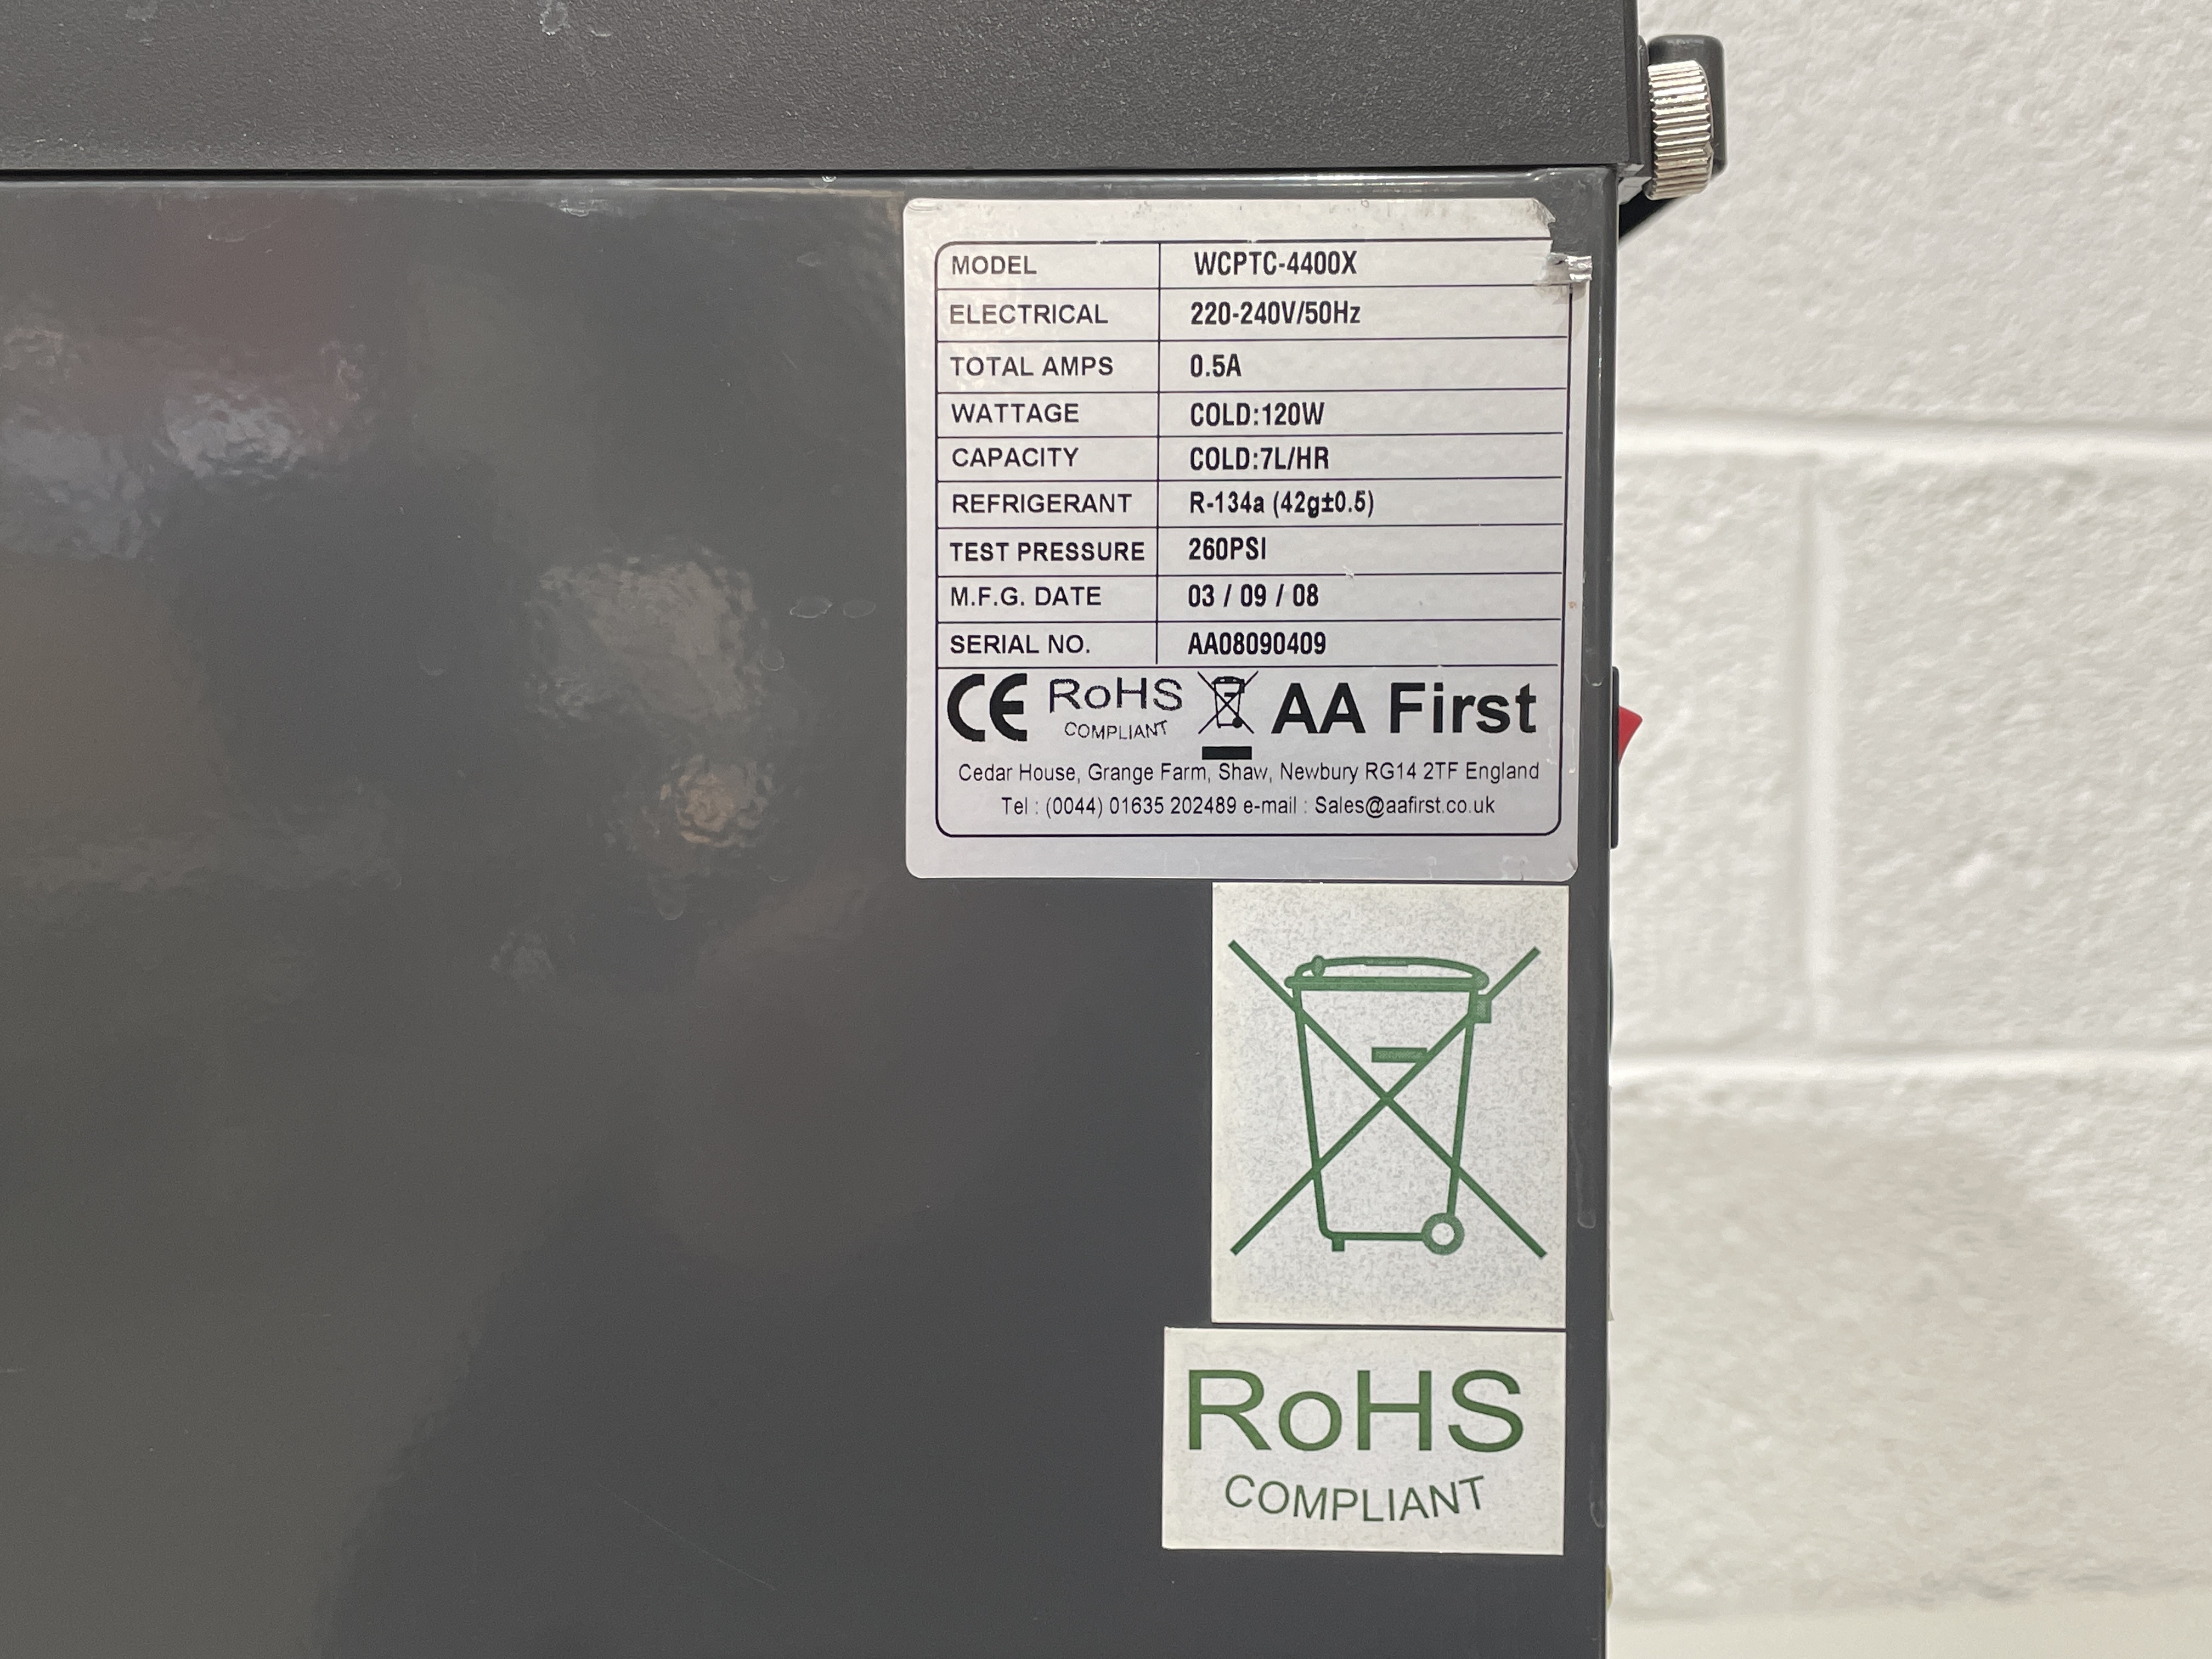 MODEL WCPTC-4400X
ELECTRICAL 220-240V/50Hz
TOTAL AMPS 0.5A
WATTAGE COLD:120W
CAPACITY COLD:7L/HR
REFRIGERANT R-134a (42g±0.5)
TEST PRESSURE 260PSI
M.F.G. DATE 03 / 09 / 08
SERIAL NO. AA08090409
CE RoHS COMPLIANT AA First
Cedar House, Grange Farm, Shaw, Newbury RG14 2TF England
Tel : (0044) 01635 202489 e-mail : Sales@aafirst.co.uk
RoHS
COMPLIANT